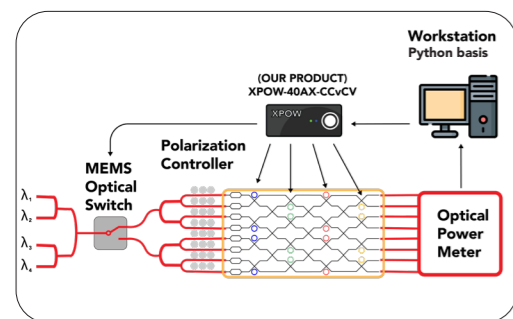 Workstation
Python basis
(OUR PRODUCT)
XPOW-40AX-CCvCV
XPOW
Polarization
Controller
MEMS
Optical
Switch
λ₁
λ₂
λ₃
λ₄
Optical
Power
Meter